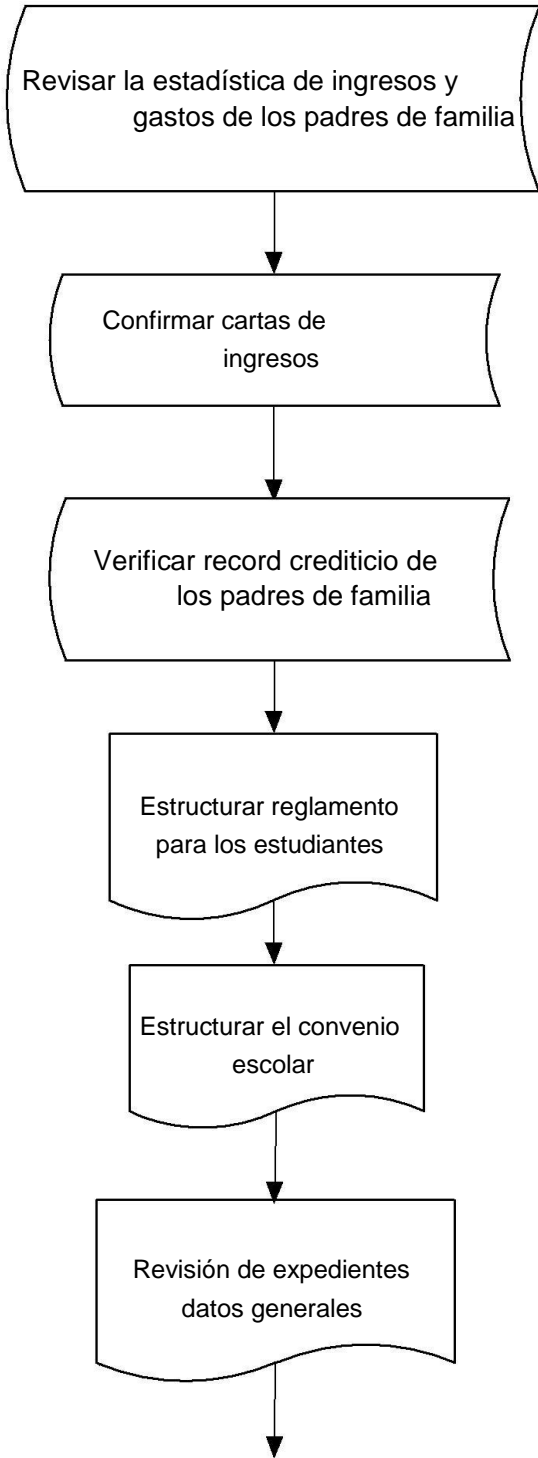 Revisar la estadística de ingresos y
gastos de los padres de familia
Confirmar cartas de
ingresos
Verificar record crediticio de
los padres de familia
Estructurar reglamento
para los estudiantes
Estructurar el convenio
escolar
Revisión de expedientes
datos generales